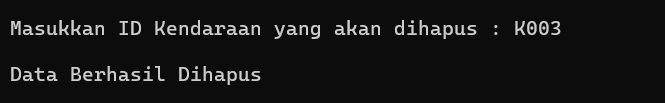 Masukkan ID Kendaraan yang akan dihapus : K003
Data Berhasil Dihapus